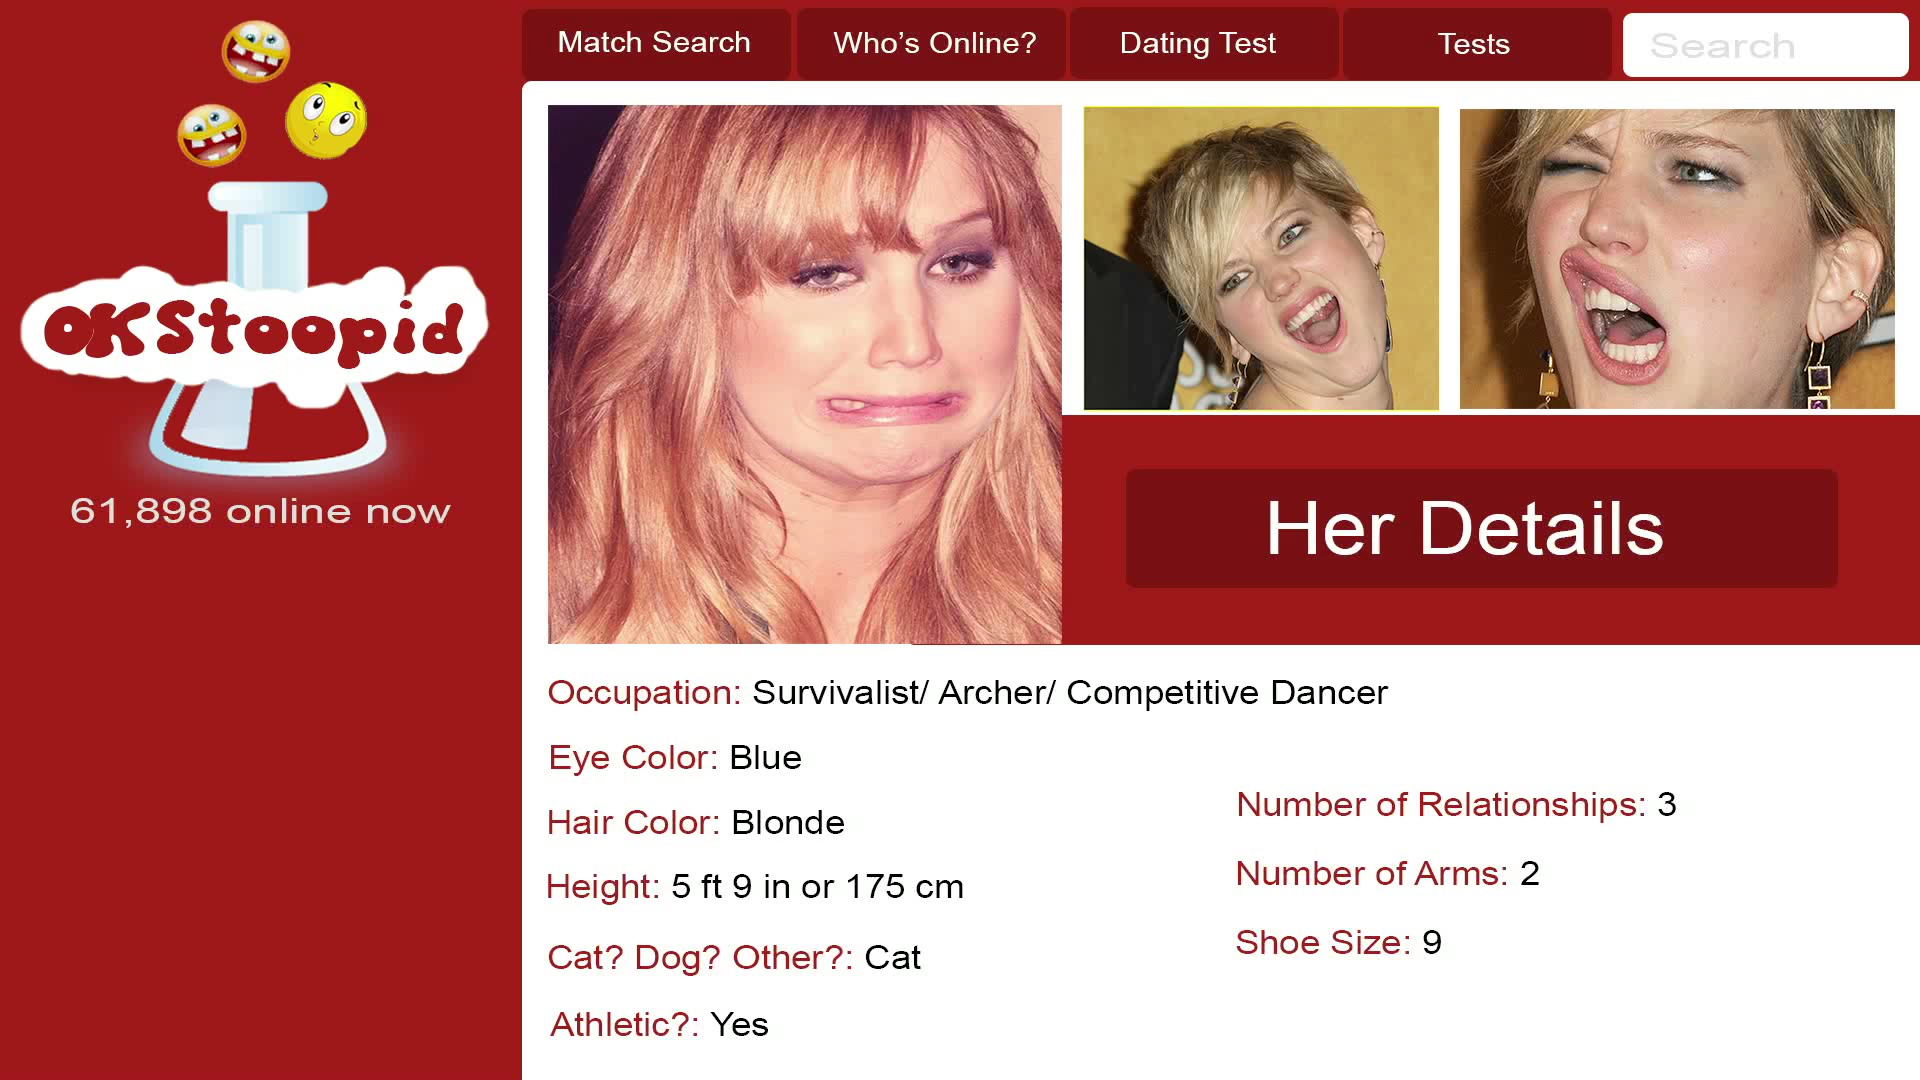 Match Search
Who's Online?
Dating Test
Tests
Search
OKStoopid
61,898 online now
Her Details
Occupation: Survivalist/ Archer/ Competitive Dancer
Eye Color: Blue
Hair Color: Blonde
Height: 5 ft 9 in or 175 cm
Cat? Dog? Other?: Cat
Athletic?: Yes
Number of Relationships: 3
Number of Arms: 2
Shoe Size: 9